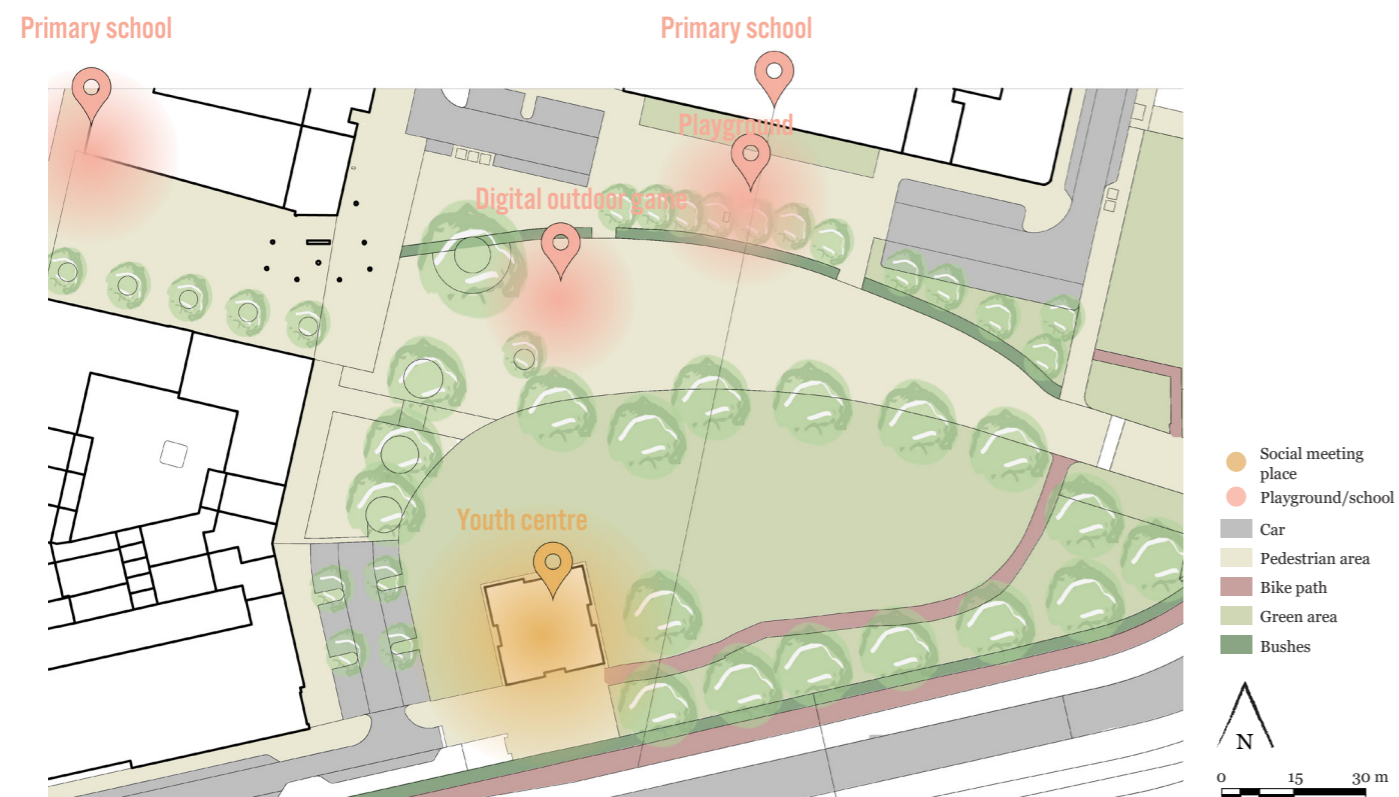 Primary school
Primary school
Playground
Digital outdoor game
Youth centre
Social meeting
place
Playground/school
Car
Pedestrian area
Bike path
Green area
Bushes
N
0 15 30 m